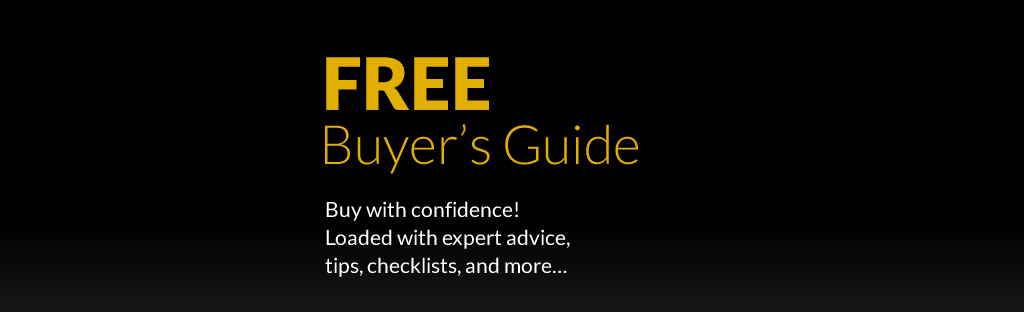 FREE
Buyer’s Guide
Buy with confidence!
Loaded with expert advice,
tips, checklists, and more...